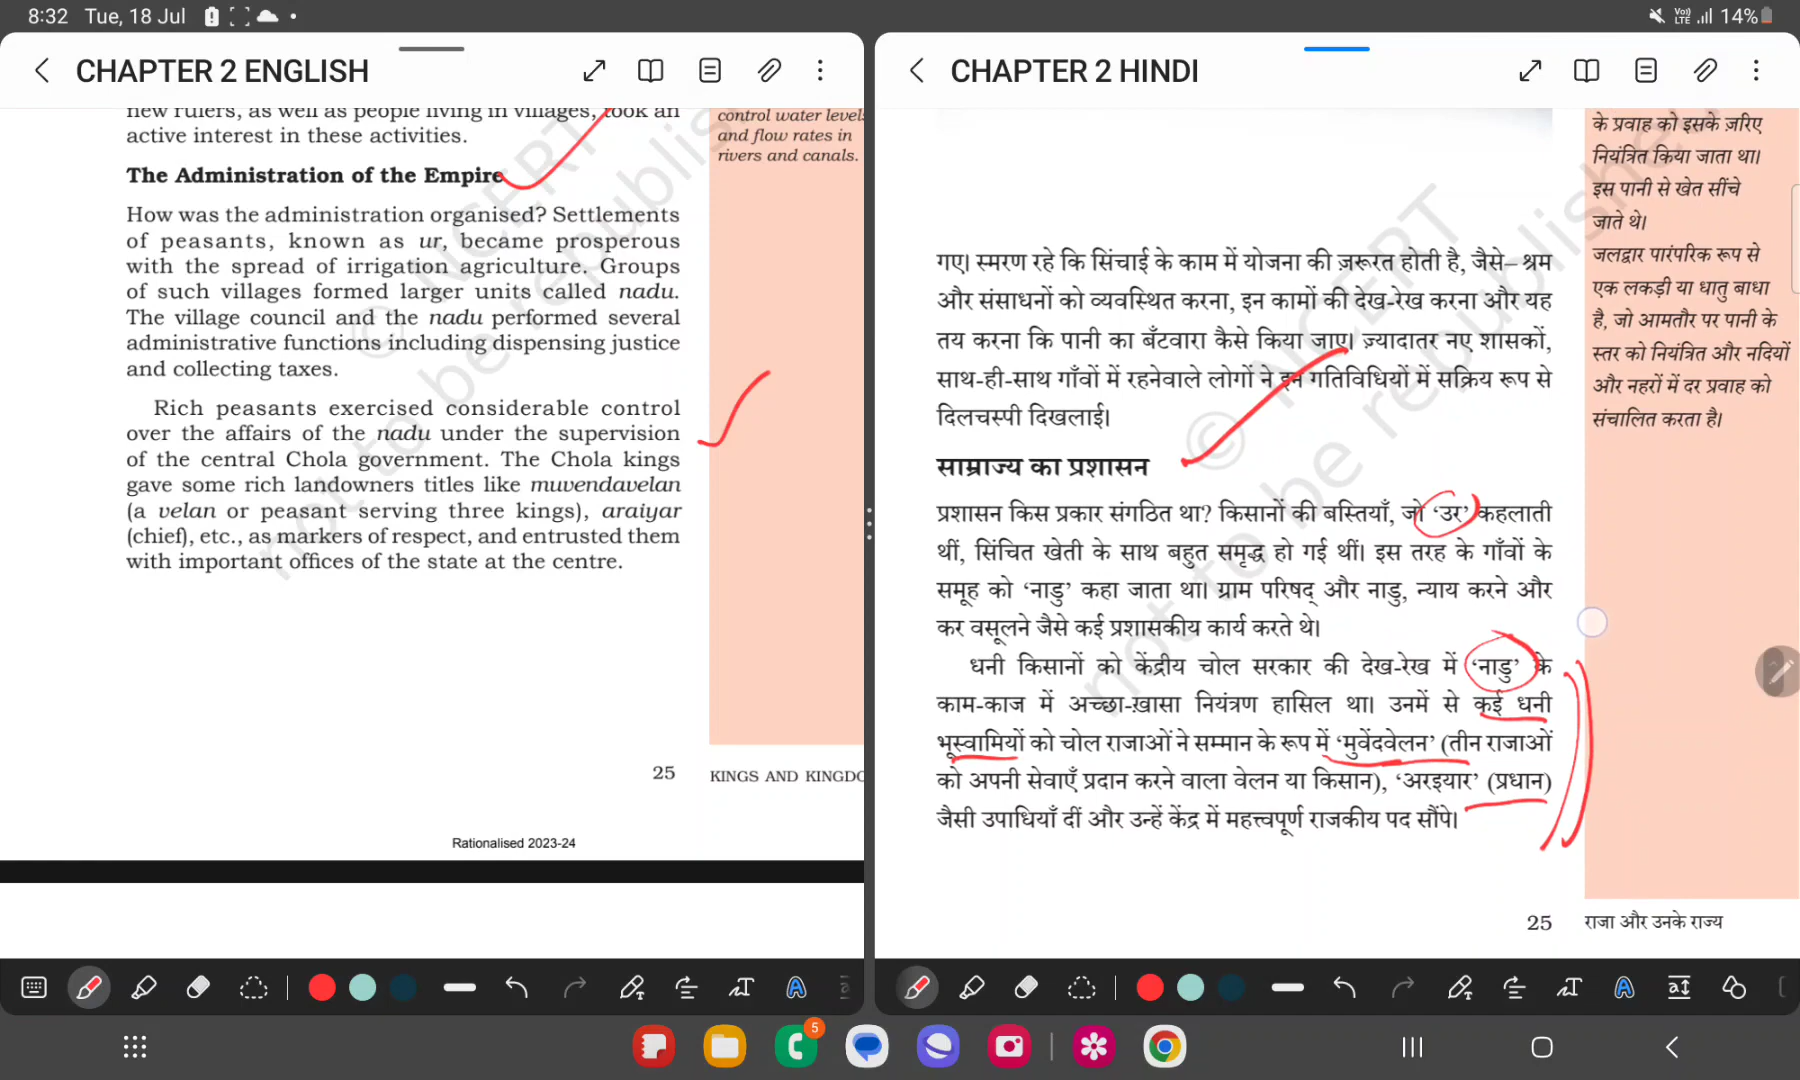 8:32 Tue, 18 Jul
14%
CHAPTER 2 ENGLISH
new rulers, as well as people living in villages, took an
active interest in these activities.
The Administration of the Empire
How was the administration organised? Settlements
of peasants, known as ur, became prosperous
with the spread of irrigation agriculture. Groups
of such villages formed larger units called nadu.
The village council and the nadu performed several
administrative functions including dispensing justice
and collecting taxes.
Rich peasants exercised considerable control
over the affairs of the nadu under the supervision
of the central Chola government. The Chola kings
gave some rich landowners titles like muvendavelan
(a velan or peasant serving three kings), araiyar
(chief), etc., as markers of respect, and entrusted them
with important offices of the state at the centre.
control water levels
and flow rates in
rivers and canals.
25 KINGS AND KINGDO
Rationalised 2023-24
© NCERT
not to be republished
CHAPTER 2 HINDI
गए। स्मरण रहे कि सिंचाई के काम में योजना की ज़रूरत होती है, जैसे– श्रम
और संसाधनों को व्यवस्थित करना, इन कामों की देख-रेख करना और यह
तय करना कि पानी का बँटवारा कैसे किया जाए। ज़्यादातर नए शासकों,
साथ-ही-साथ गाँवों में रहनेवाले लोगों ने इन गतिविधियों में सक्रिय रूप से
दिलचस्पी दिखलाई।
साम्राज्य का प्रशासन
प्रशासन किस प्रकार संगठित था? किसानों की बस्तियाँ, जो ‘उर’ कहलाती
थीं, सिंचित खेती के साथ बहुत समृद्ध हो गई थीं। इस तरह के गाँवों के
समूह को ‘नाडु’ कहा जाता था। ग्राम परिषद् और नाडु, न्याय करने और
कर वसूलने जैसे कई प्रशासकीय कार्य करते थे।
धनी किसानों को केंद्रीय चोल सरकार की देख-रेख में ‘नाडु’ के
काम-काज में अच्छा-ख़ासा नियंत्रण हासिल था। उनमें से कई धनी
भूस्वामियों को चोल राजाओं ने सम्मान के रूप में ‘मुवेंदवेलन’ (तीन राजाओं
को अपनी सेवाएँ प्रदान करने वाला वेलन या किसान), ‘अरइयार’ (प्रधान)
जैसी उपाधियाँ दीं और उन्हें केंद्र में महत्त्वपूर्ण राजकीय पद सौंपे।
के प्रवाह को इसके ज़रिए
नियंत्रित किया जाता था।
इस पानी से खेत सींचे
जाते थे।
जलद्वार पारंपरिक रूप से
एक लकड़ी या धातु बाधा
है, जो आमतौर पर पानी के
स्तर को नियंत्रित और नदियों
और नहरों में दर प्रवाह को
संचालित करता है।
25 राजा और उनके राज्य
© NCERT
not to be republishe
5